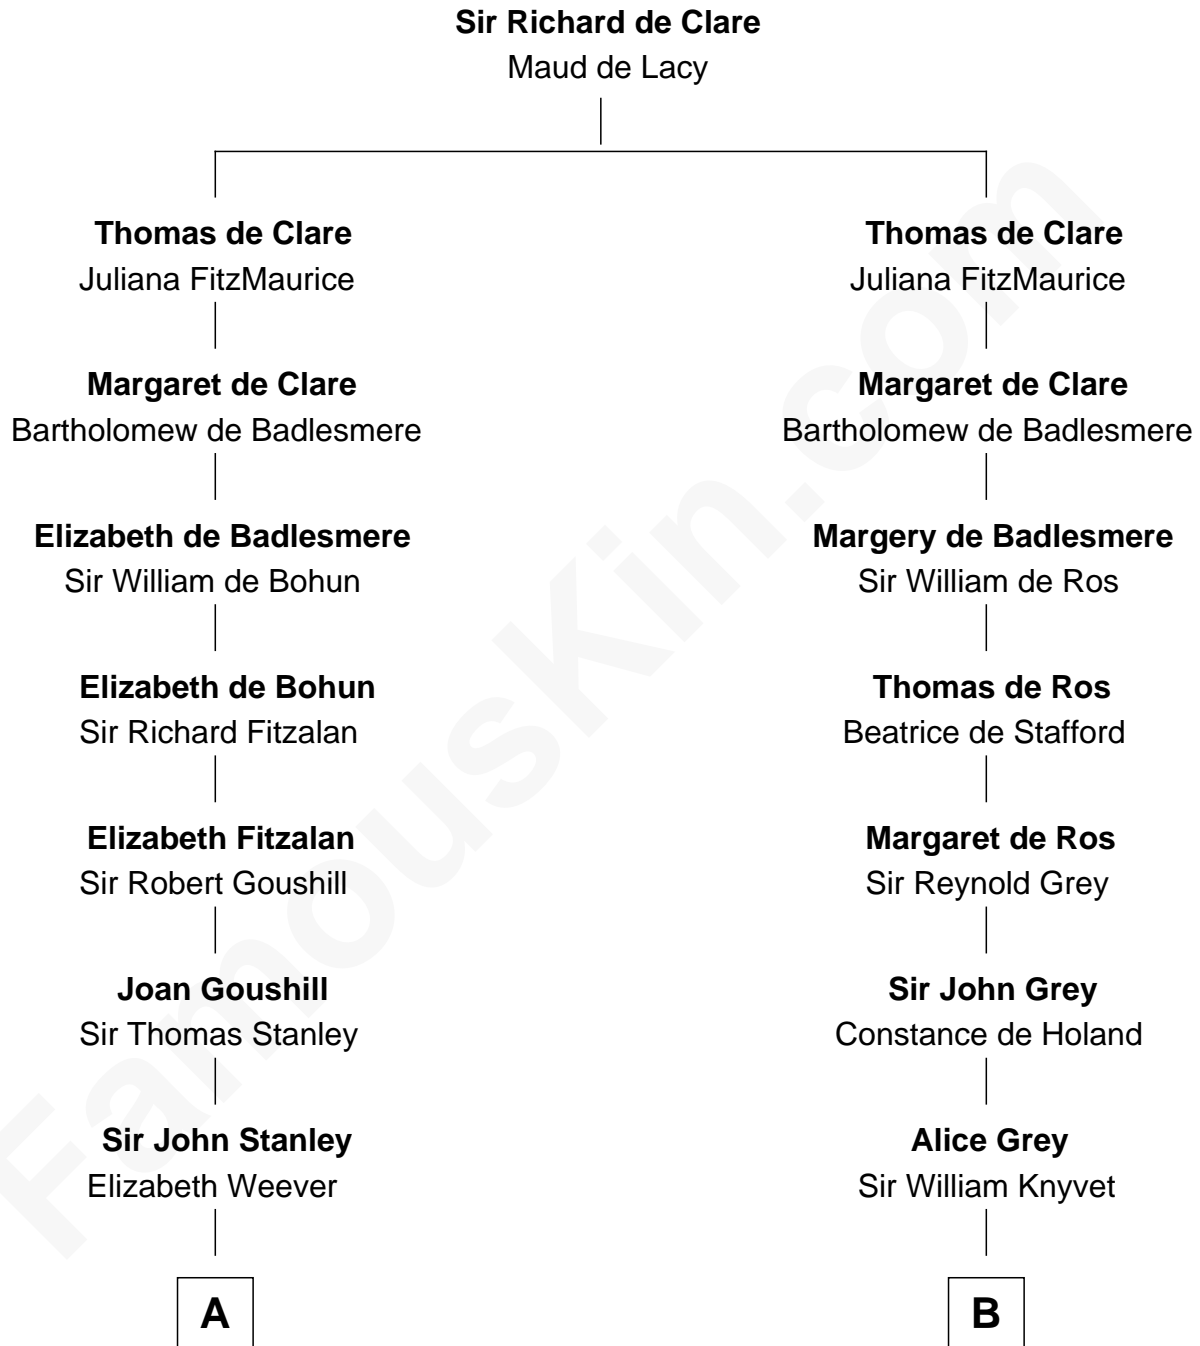 Sir Richard de Clare
Maud de Lacy
Thomas de Clare
Juliana FitzMaurice
Margaret de Clare
Bartholomew de Badlesmere
Elizabeth de Badlesmere
Sir William de Bohun
Elizabeth de Bohun
Sir Richard Fitzalan
Elizabeth Fitzalan
Sir Robert Goushill
Joan Goushill
Sir Thomas Stanley
Sir John Stanley
Elizabeth Weever
A
Thomas de Clare
Juliana FitzMaurice
Margaret de Clare
Bartholomew de Badlesmere
Margery de Badlesmere
Sir William de Ros
Thomas de Ros
Beatrice de Stafford
Margaret de Ros
Sir Reynold Grey
Sir John Grey
Constance de Holand
Alice Grey
Sir William Knyvet
B
FamousKin.com